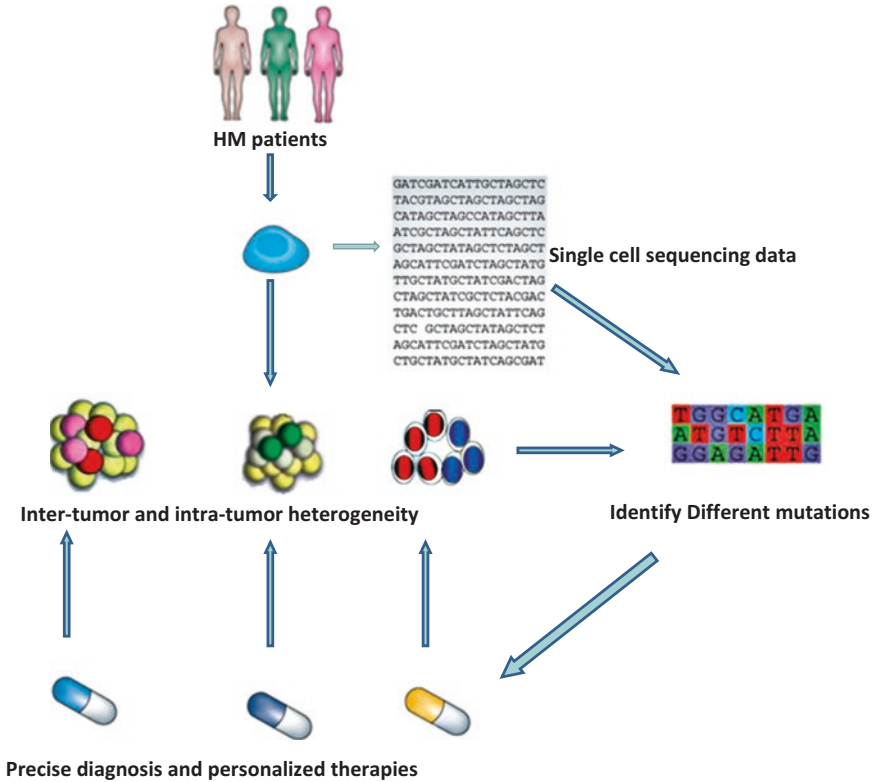 HM patients
GATCGATCATTGCTAGCTC
TACGTAGCTAGCTAGCTAG
CATAGCTAGCCATAGCTTA
ATCGCTAGCTATTCAGCTC
GCTAGCTATAGCTCTAGCT
AGCATTCGATCTAGCTATG
TTGCTATGCTATCGACTAG
CTAGCTATCGCTCTACGAC
TGACTGCTTAGCTATTCAG
CTC GCTAGCTATAGCTCT
AGCATTCGATCTAGCTATG
CTGCTATGCTATCAGCGAT
Single cell sequencing data
TGGCATGA
ATGTCTTA
GGAGATTG
Inter-tumor and intra-tumor heterogeneity
Identify Different mutations
Precise diagnosis and personalized therapies